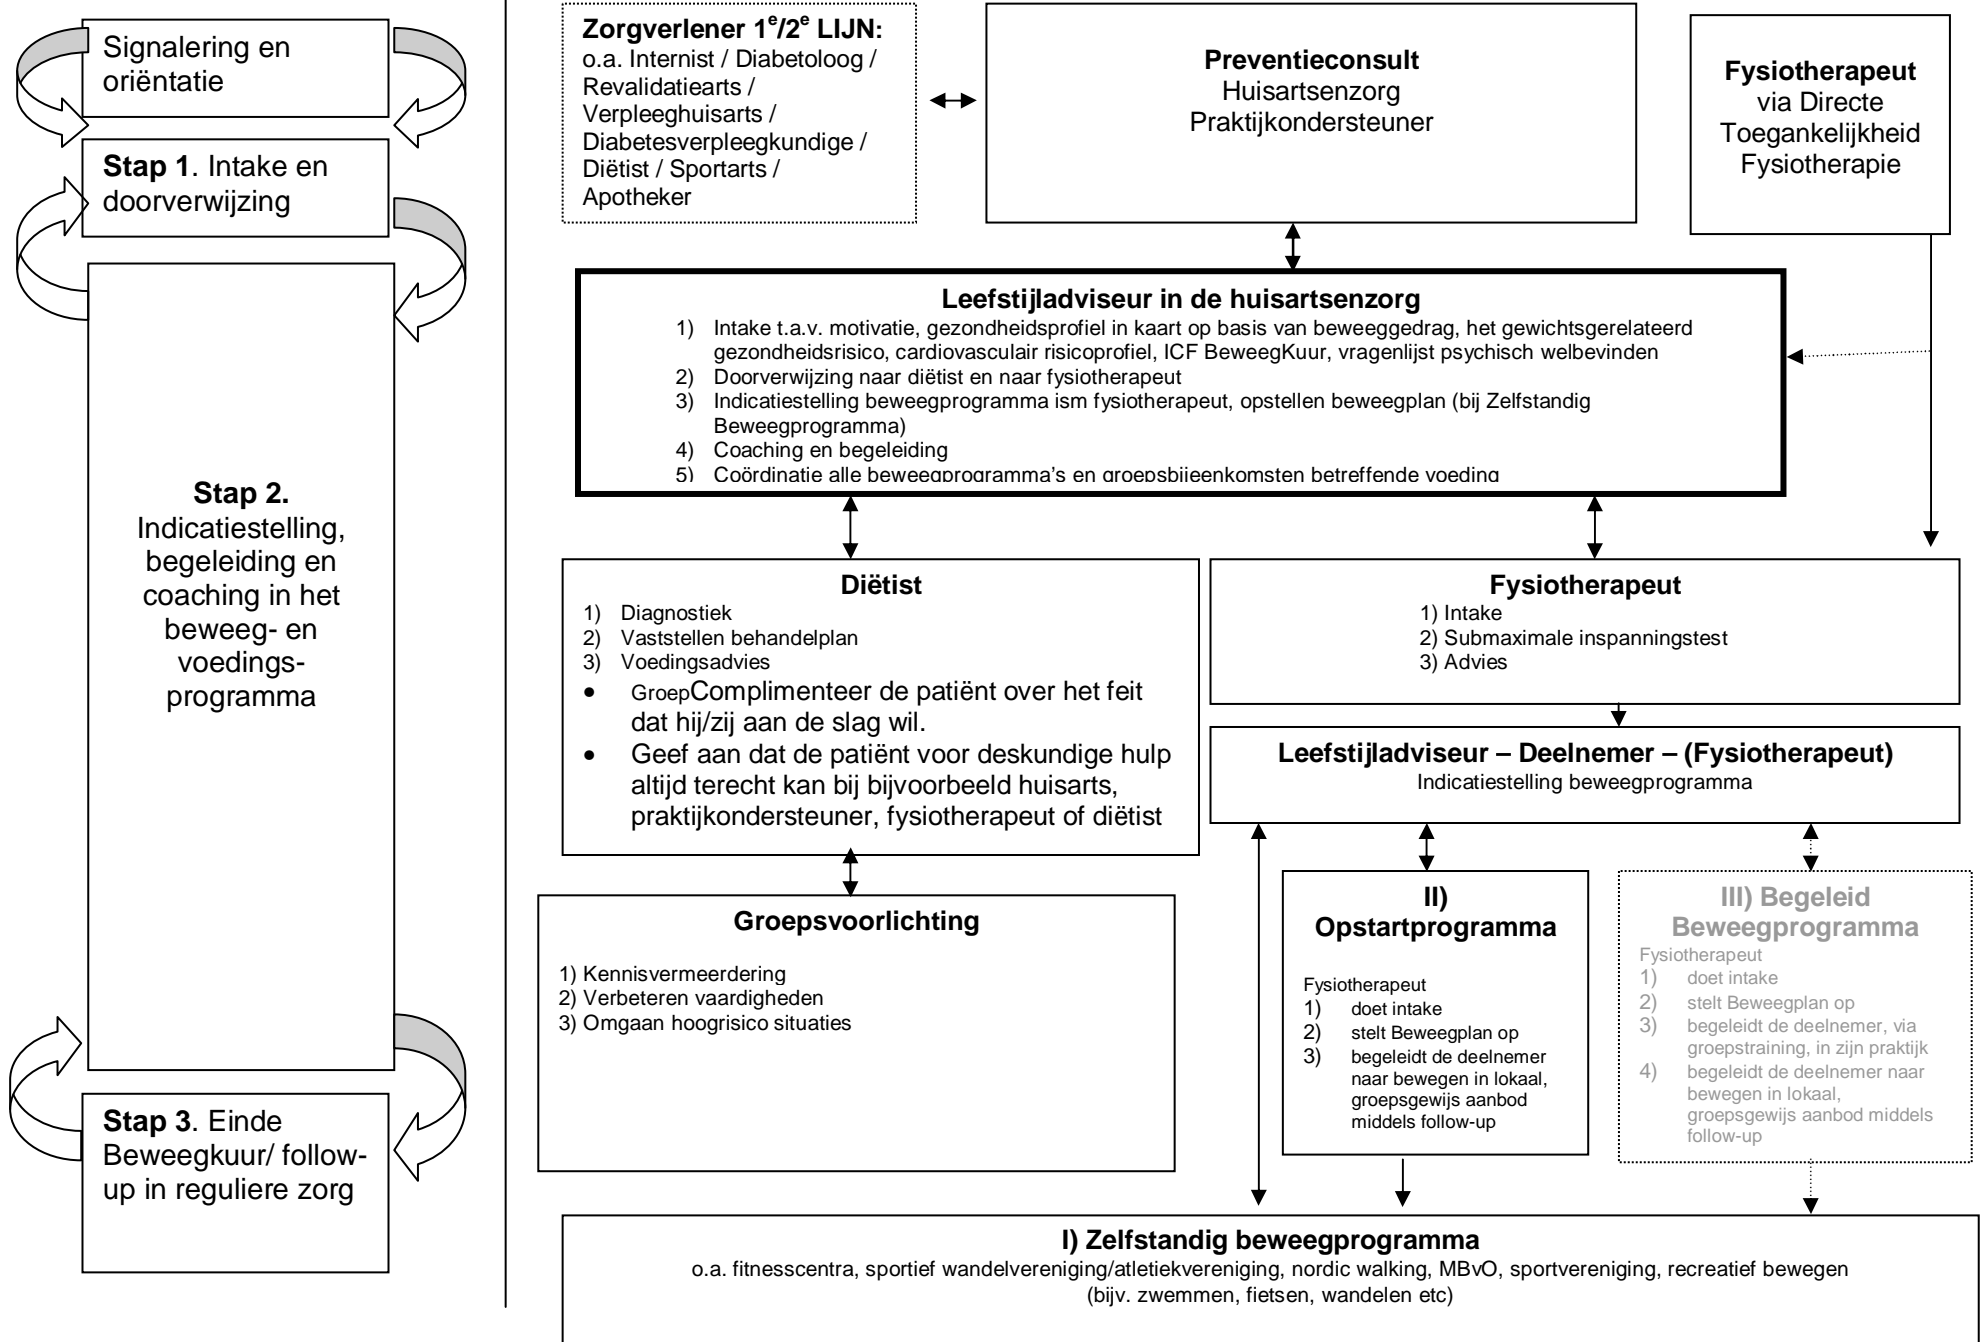 Signalering en
oriëntatie
Stap 1. Intake en
doorverwijzing
Stap 2.
Indicatiestelling,
begeleiding en
coaching in het
beweeg- en
voedings-
programma
Stap 3. Einde
Beweegkuur/ follow-
up in reguliere zorg
Zorgverlener 1e/2e LIJN:
o.a. Internist / Diabetoloog /
Revalidatiearts /
Verpleeghuisarts /
Diabetesverpleegkundige /
Diëtist / Sportarts /
Apotheker
Preventieconsult
Huisartsenzorg
Praktijkondersteuner
Fysiotherapeut
via Directe
Toegankelijkheid
Fysiotherapie
Leefstijladviseur in de huisartsenzorg
1) Intake t.a.v. motivatie, gezondheidsprofiel in kaart op basis van beweeggedrag, het gewichtsgerelateerd
gezondheidsrisico, cardiovasculair risicoprofiel, ICF BeweegKuur, vragenlijst psychisch welbevinden
2) Doorverwijzing naar diëtist en naar fysiotherapeut
3) Indicatiestelling beweegprogramma ism fysiotherapeut, opstellen beweegplan (bij Zelfstandig
Beweegprogramma)
4) Coaching en begeleiding
5) Coördinatie alle beweegprogramma's en groepsbijeenkomsten betreffende voeding
Diëtist
1) Diagnostiek
2) Vaststellen behandelplan
3) Voedingsadvies
• GroepComplimenteer de patiënt over het feit
dat hij/zij aan de slag wil.
• Geef aan dat de patiënt voor deskundige hulp
altijd terecht kan bij bijvoorbeeld huisarts,
praktijkondersteuner, fysiotherapeut of diëtist
Fysiotherapeut
1) Intake
2) Submaximale inspanningstest
3) Advies
Leefstijladviseur – Deelnemer – (Fysiotherapeut)
Indicatiestelling beweegprogramma
Groepsvoorlichting
1) Kennisvermeerdering
2) Verbeteren vaardigheden
3) Omgaan hoogrisico situaties
II)
Opstartprogramma
Fysiotherapeut
1) doet intake
2) stelt Beweegplan op
3) begeleidt de deelnemer
naar bewegen in lokaal,
groepsgewijs aanbod
middels follow-up
III) Begeleid
Beweegprogramma
Fysiotherapeut
1) doet intake
2) stelt Beweegplan op
3) begeleidt de deelnemer, via
groepstraining, in zijn praktijk
4) begeleidt de deelnemer naar
bewegen in lokaal,
groepsgewijs aanbod middels
follow-up
I) Zelfstandig beweegprogramma
o.a. fitnesscentra, sportief wandelvereniging/atletiekvereniging, nordic walking, MBvO, sportvereniging, recreatief bewegen
(bijv. zwemmen, fietsen, wandelen etc)